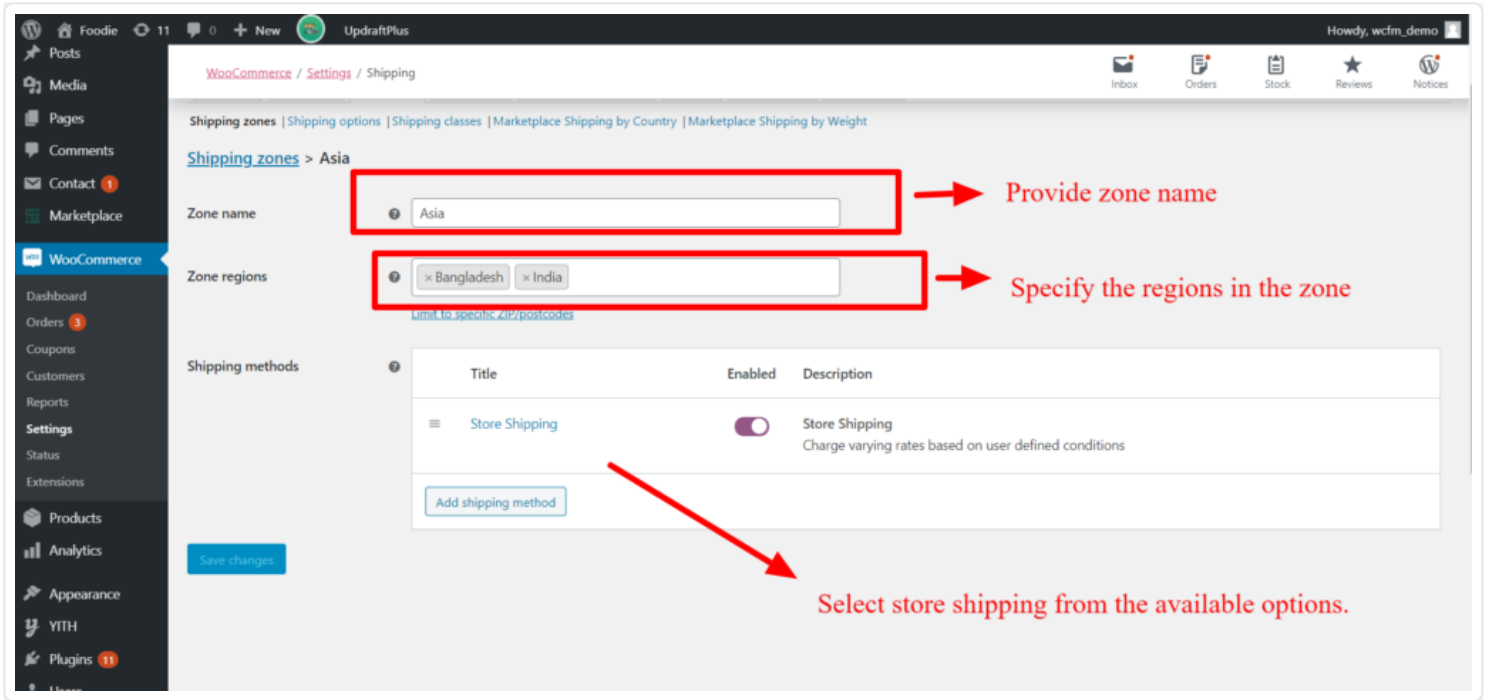 Foodie 11 0 New UpdraftPlus Howdy, wcfm_demo
Posts
Media
Pages
Comments
Contact 1
Marketplace
WooCommerce
Dashboard
Orders 3
Coupons
Customers
Reports
Settings
Status
Extensions
Products
Analytics
Appearance
YITH
Plugins 11
Users
WooCommerce / Settings / Shipping
Inbox
Orders
Stock
Reviews
Notices
Shipping zones | Shipping options | Shipping classes | Marketplace Shipping by Country | Marketplace Shipping by Weight
Shipping zones > Asia
Zone name
Asia
Provide zone name
Zone regions
× Bangladesh × India
Specify the regions in the zone
Limit to specific ZIP/postcodes
Shipping methods
Title Enabled Description
Store Shipping
Store Shipping
Charge varying rates based on user defined conditions
Add shipping method
Save changes
Select store shipping from the available options.